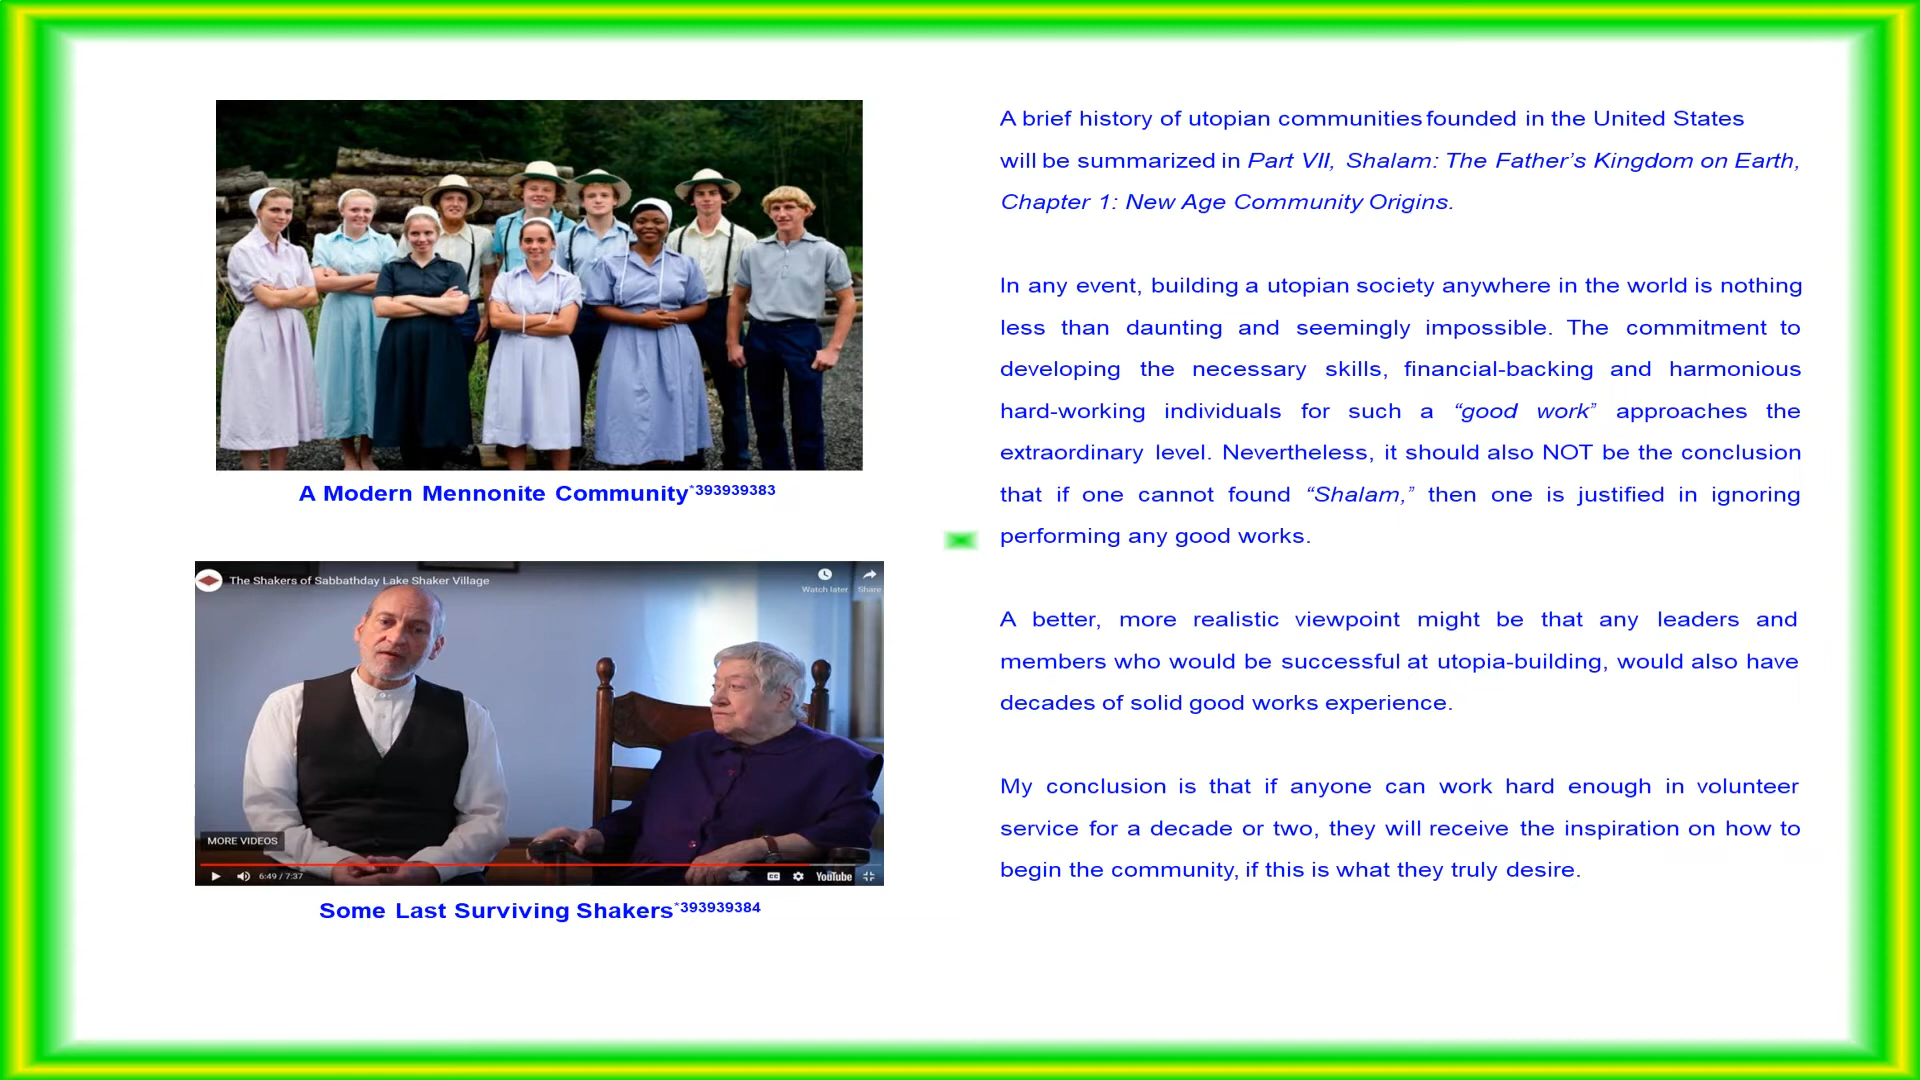 A Modern Mennonite Community*393939383
The Shakers of Sabbathday Lake Shaker Village
Watch later
Share
MORE VIDEOS
6:49 / 7:37
CC
YouTube
Some Last Surviving Shakers*393939384
A brief history of utopian communities founded in the United States
will be summarized in Part VII, Shalam: The Father’s Kingdom on Earth,
Chapter 1: New Age Community Origins.
In any event, building a utopian society anywhere in the world is nothing
less than daunting and seemingly impossible. The commitment to
developing the necessary skills, financial-backing and harmonious
hard-working individuals for such a “good work” approaches the
extraordinary level. Nevertheless, it should also NOT be the conclusion
that if one cannot found “Shalam,” then one is justified in ignoring
performing any good works.
A better, more realistic viewpoint might be that any leaders and
members who would be successful at utopia-building, would also have
decades of solid good works experience.
My conclusion is that if anyone can work hard enough in volunteer
service for a decade or two, they will receive the inspiration on how to
begin the community, if this is what they truly desire.